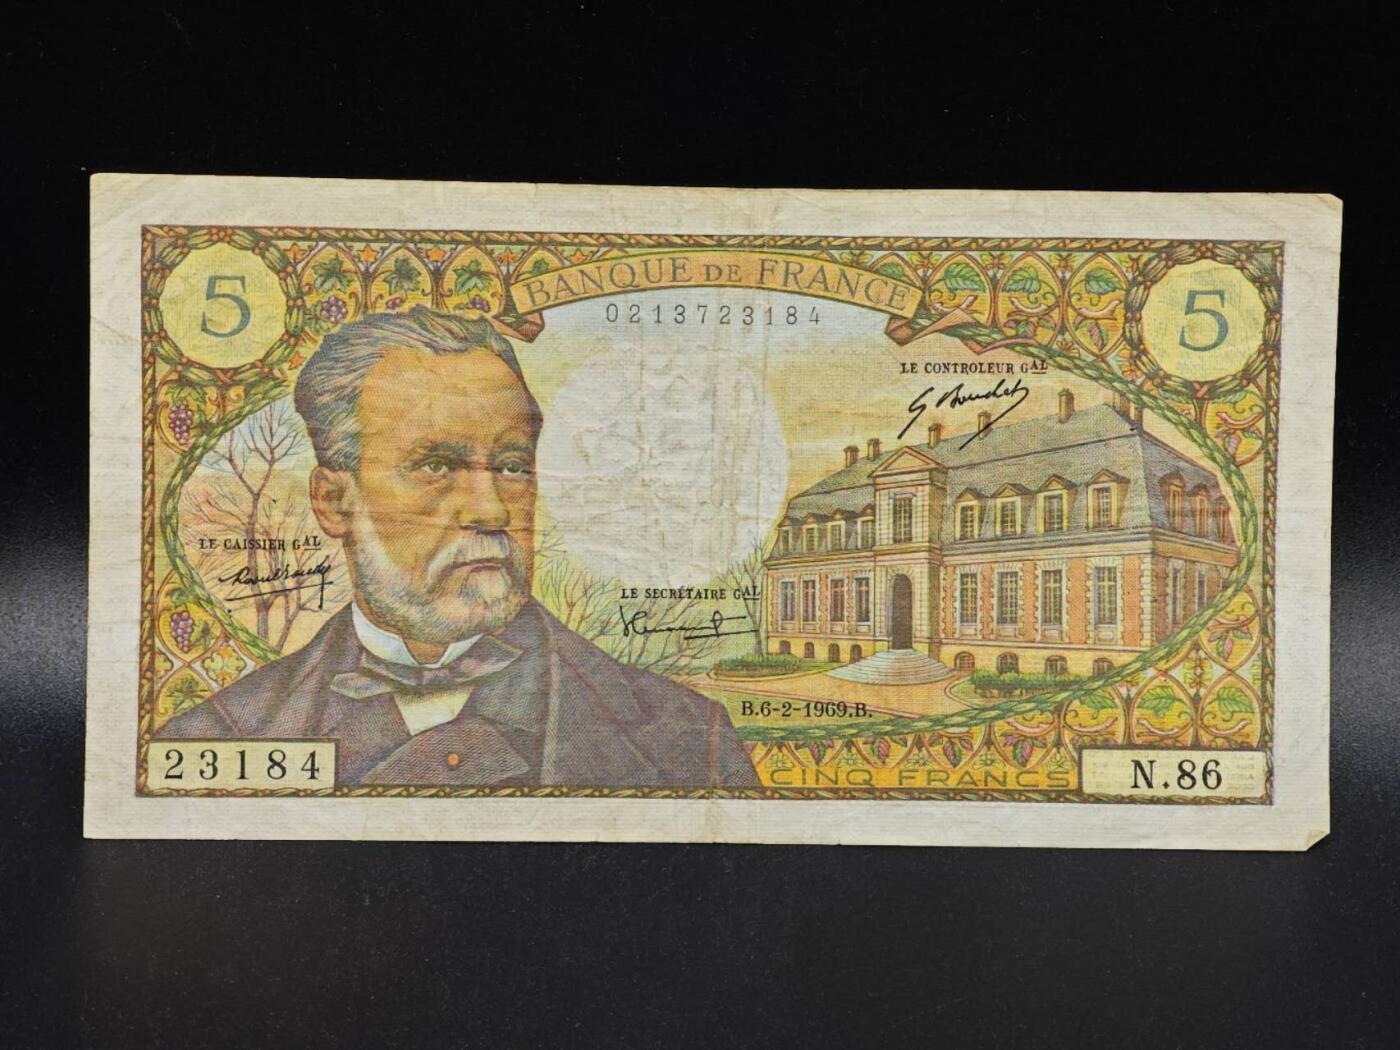 BANQUE DE FRANCE
5
5
0213723184
LE CONTROLEUR GAL
G Bouchet
LE CAISSIER GAL
LE SECRÉTAIRE GAL
B.6-2-1969.B.
23184
CINQ FRANCS
N.86